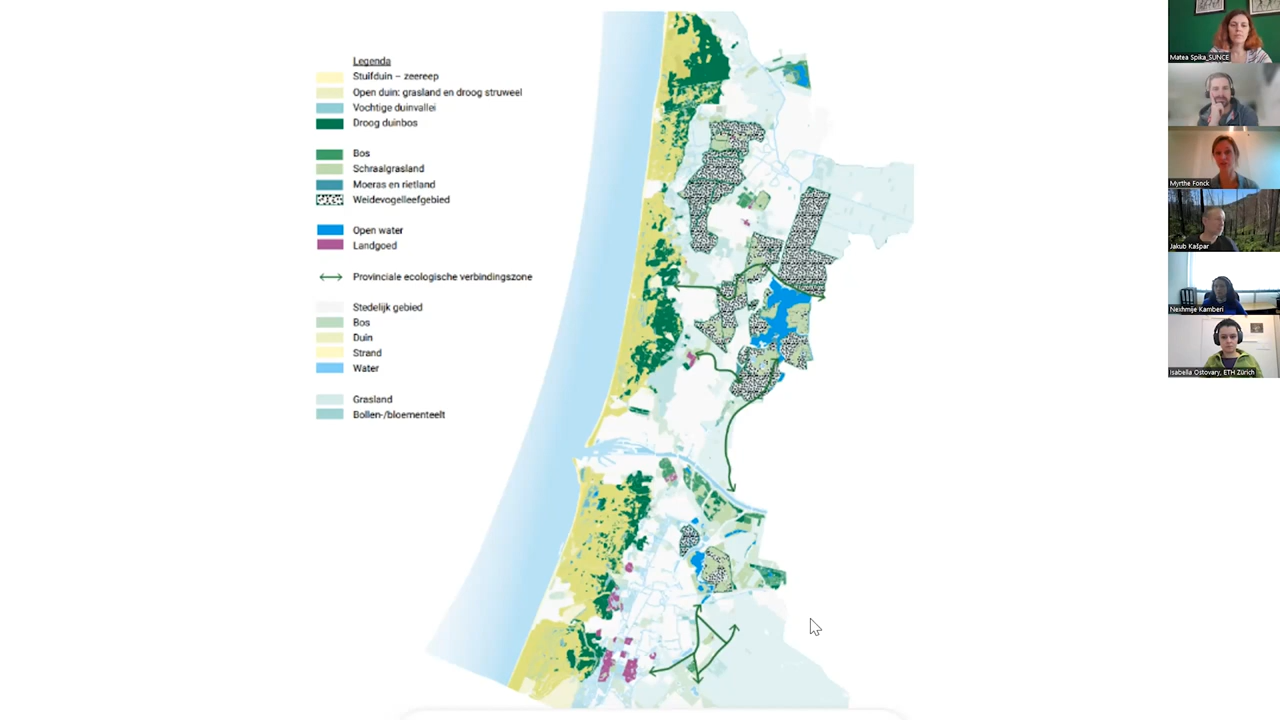 Legenda
Stuifduin – zeereep
Open duin: grasland en droog struweel
Vochtige duinvallei
Droog duinbos
Bos
Schraalgrasland
Moeras en rietland
Weidevogelleefgebied
Open water
Landgoed
Provinciale ecologische verbindingszone
Stedelijk gebied
Bos
Duin
Strand
Water
Grasland
Bollen-/bloementeelt
Matea Spika_SUNCE
Myrthe Fonck
Jakub Kašpar
Nexhmije Kamberi
Isabella Ostovary, ETH Zürich